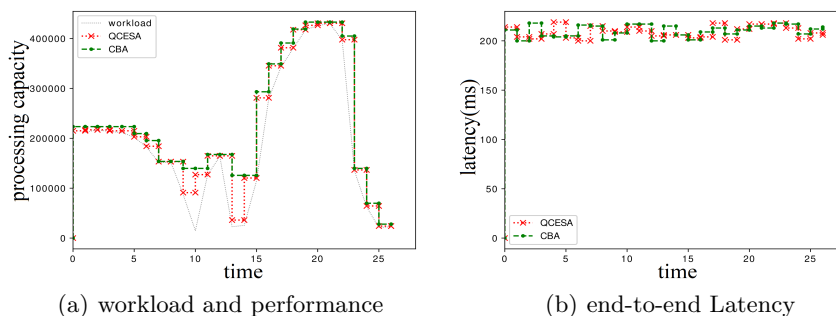 workload
QCESA
CBA
400000
300000
200000
100000
0
processing capacity
0
5
10
15
20
25
time
(a) workload and performance
200
150
100
50
0
latency(ms)
QCESA
CBA
0
5
10
15
20
25
time
(b) end-to-end Latency